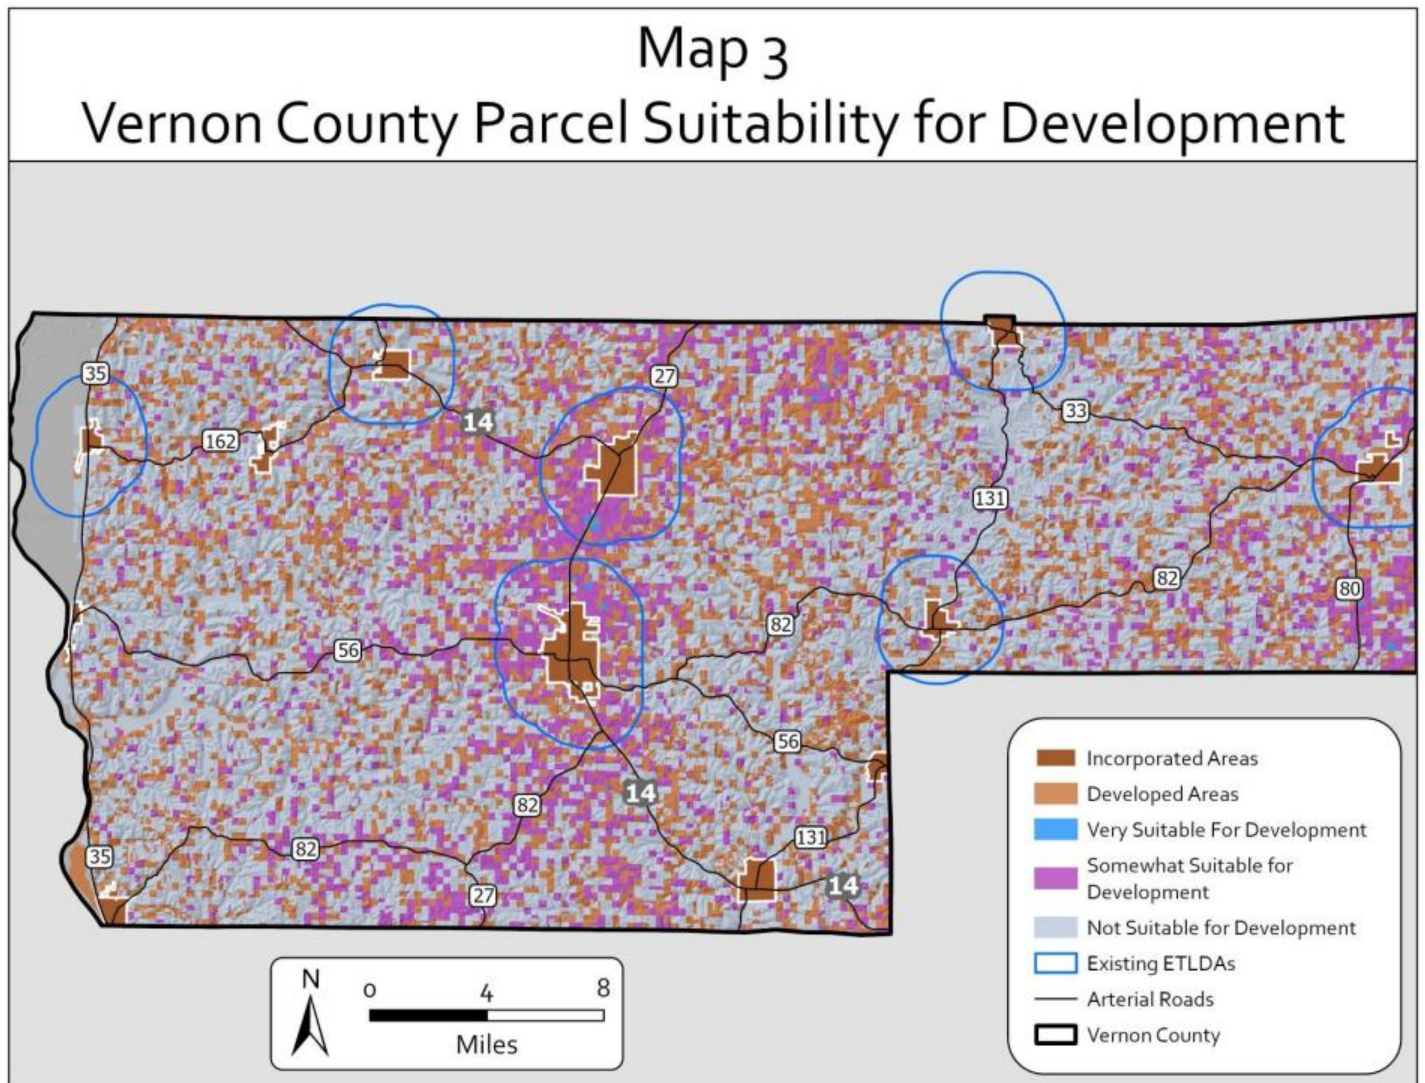 Map 3
Vernon County Parcel Suitability for Development
35
27
14
162
33
131
82
80
82
56
56
14
82
131
82
35
14
27
N
0 4 8
Miles
Incorporated Areas
Developed Areas
Very Suitable For Development
Somewhat Suitable for
Development
Not Suitable for Development
Existing ETLDAs
Arterial Roads
Vernon County